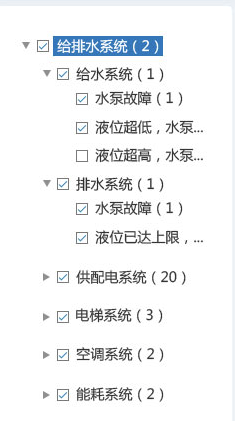 给排水系统（2）
给水系统（1）
水泵故障（1）
液位超低，水泵...
液位超高，水泵...
排水系统（1）
水泵故障（1）
液位已达上限，...
供配电系统（20）
电梯系统（3）
空调系统（2）
能耗系统（2）